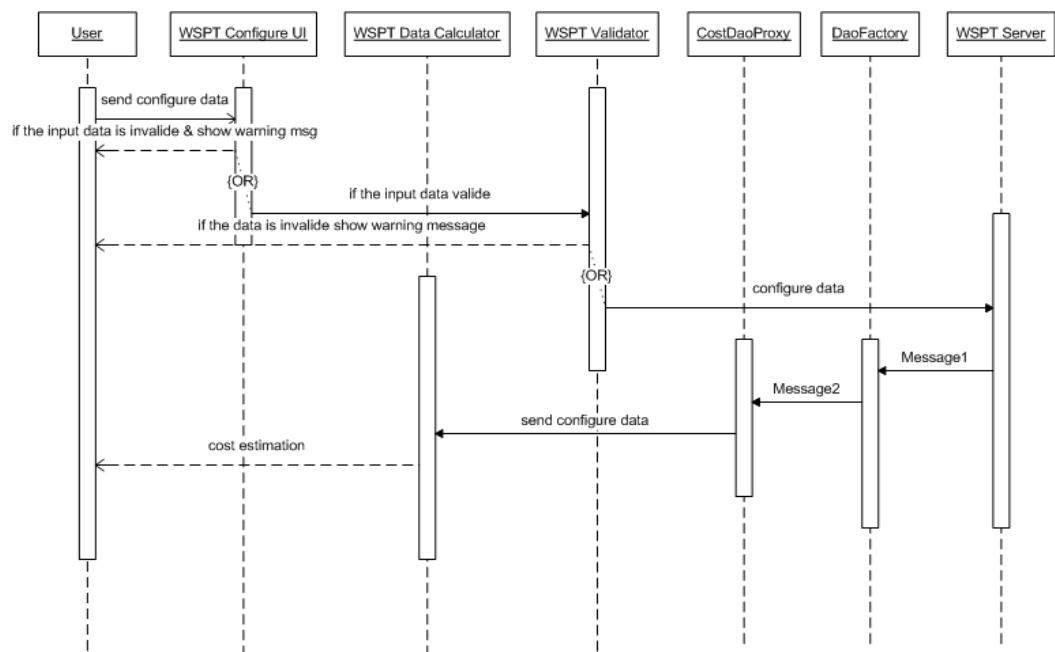 User
WSPT Configure UI
WSPT Data Calculator
WSPT Validator
CostDaoProxy
DaoFactory
WSPT Server
send configure data
if the input data is invalide & show warning msg
{OR}
if the input data valide
if the data is invalide show warning message
{OR}
configure data
Message1
Message2
send configure data
cost estimation